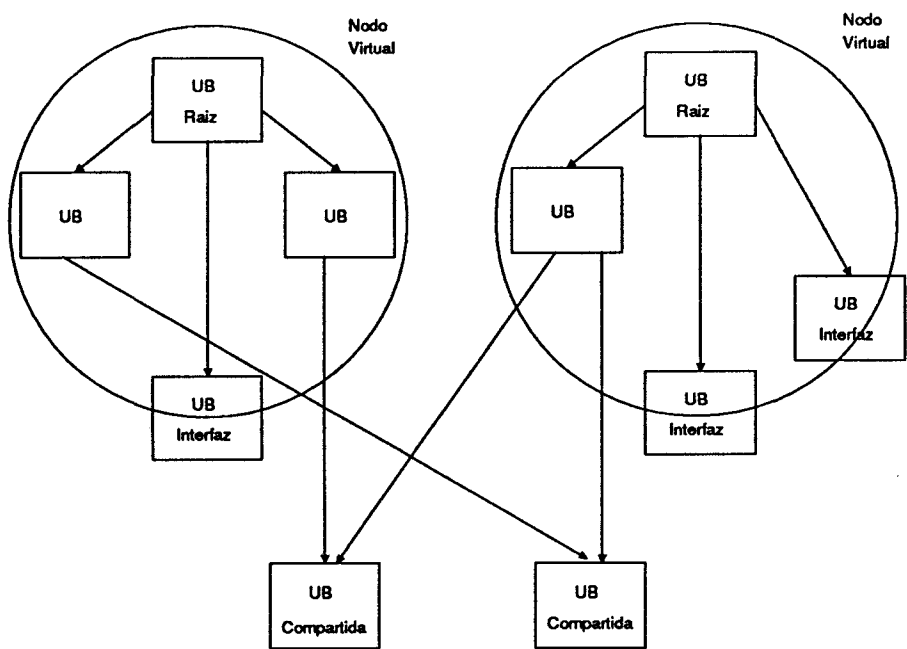 Nodo
Virtual
Nodo
Virtual
UB
Raiz
UB
Raiz
UB
UB
UB
UB
Interfaz
UB
Interfaz
UB
Interfaz
UB
Compartida
UB
Compartida